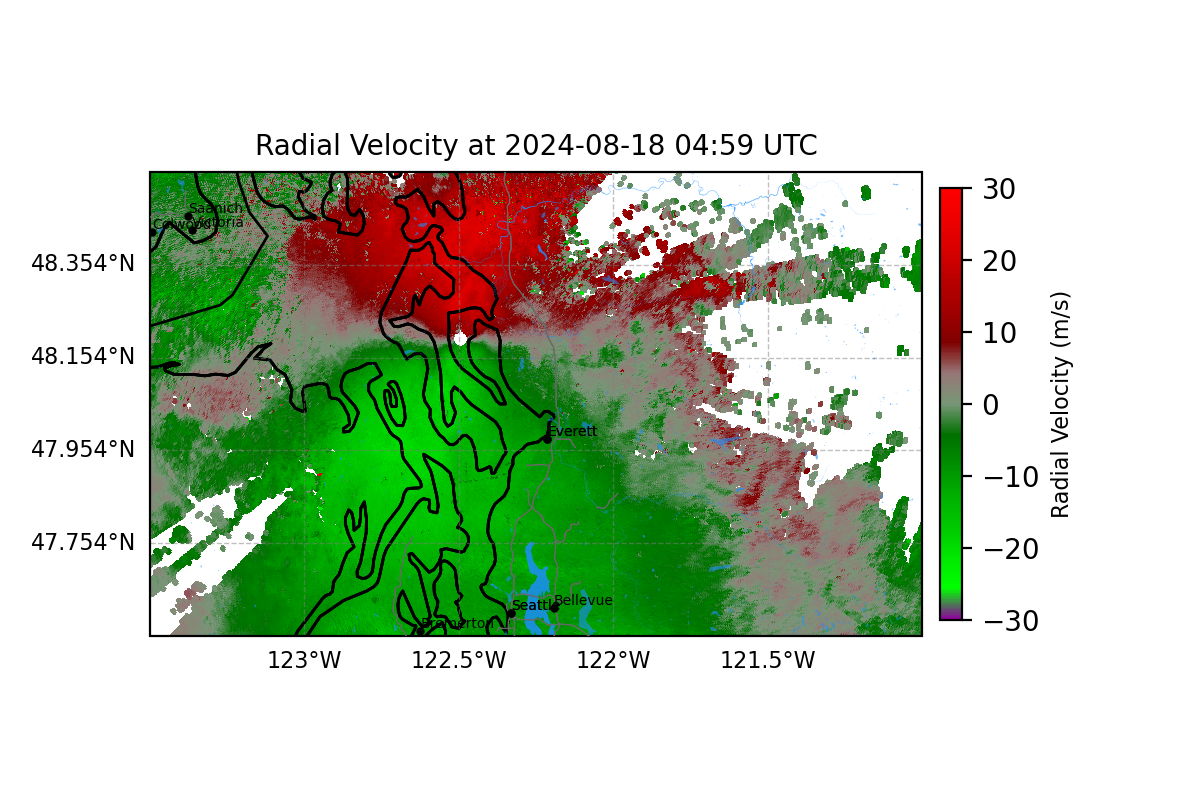 Radial Velocity at 2024-08-18 04:59 UTC
Saanich
Victoria
Colwood
48.354°N
48.154°N
47.954°N
47.754°N
Everett
Bellevue
Seattle
Bremerton
123°W 122.5°W 122°W 121.5°W
30
20
10
0
−10
−20
−30
Radial Velocity (m/s)